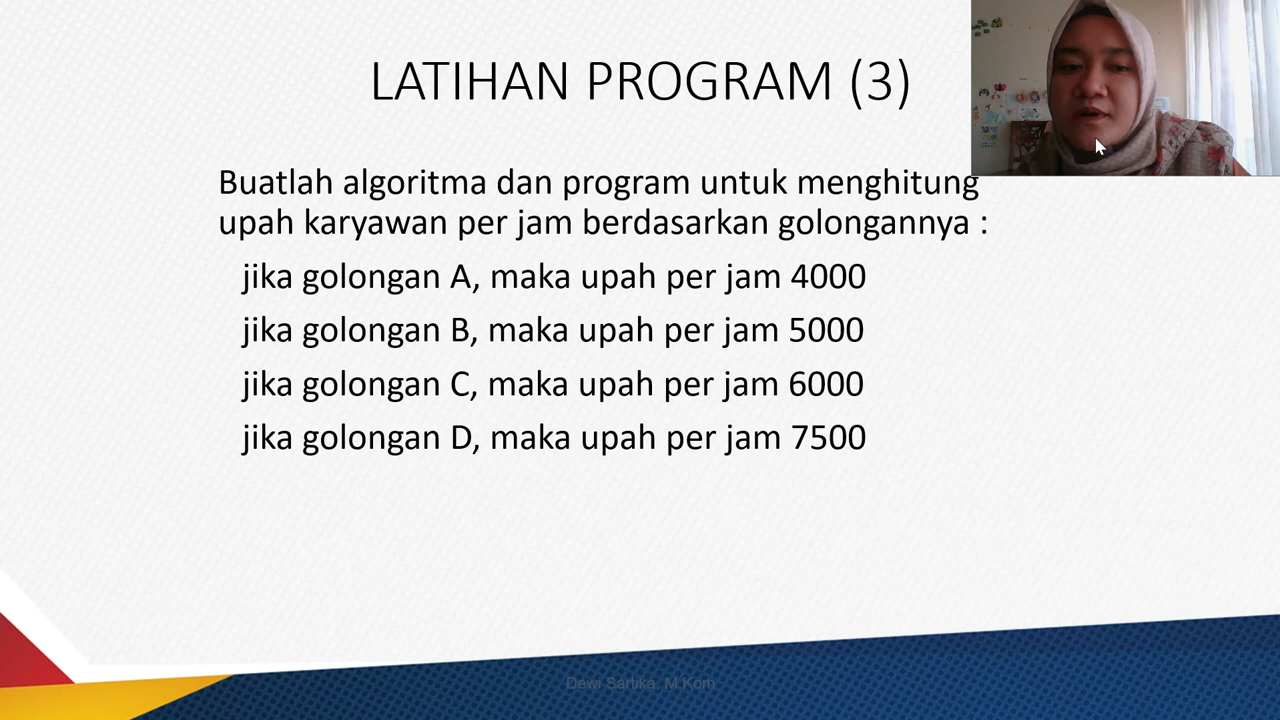 LATIHAN PROGRAM (3)
Buatlah algoritma dan program untuk menghitung
upah karyawan per jam berdasarkan golongannya :
jika golongan A, maka upah per jam 4000
jika golongan B, maka upah per jam 5000
jika golongan C, maka upah per jam 6000
jika golongan D, maka upah per jam 7500
Dewi Sartika, M.Kom